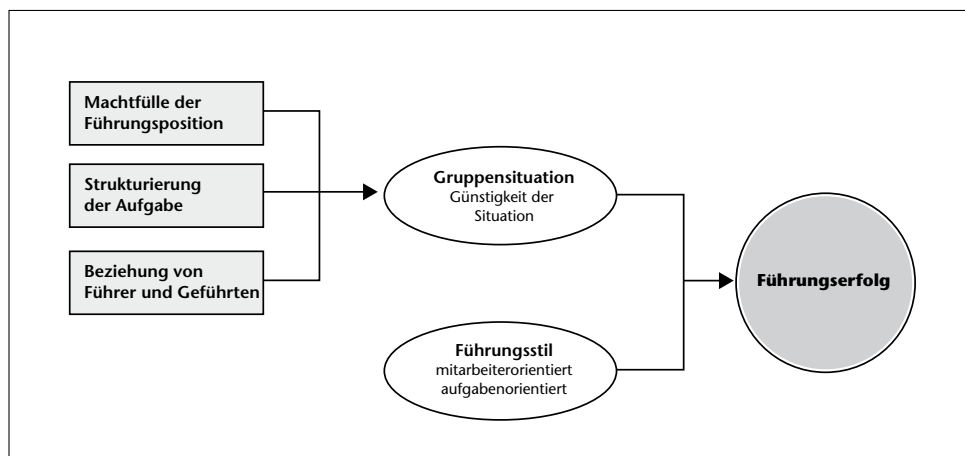 Machtfülle der
Führungsposition
Strukturierung
der Aufgabe
Beziehung von
Führer und Geführten
Gruppensituation
Günstigkeit der
Situation
Führungsstil
mitarbeiterorientiert
aufgabenorientiert
Führungserfolg